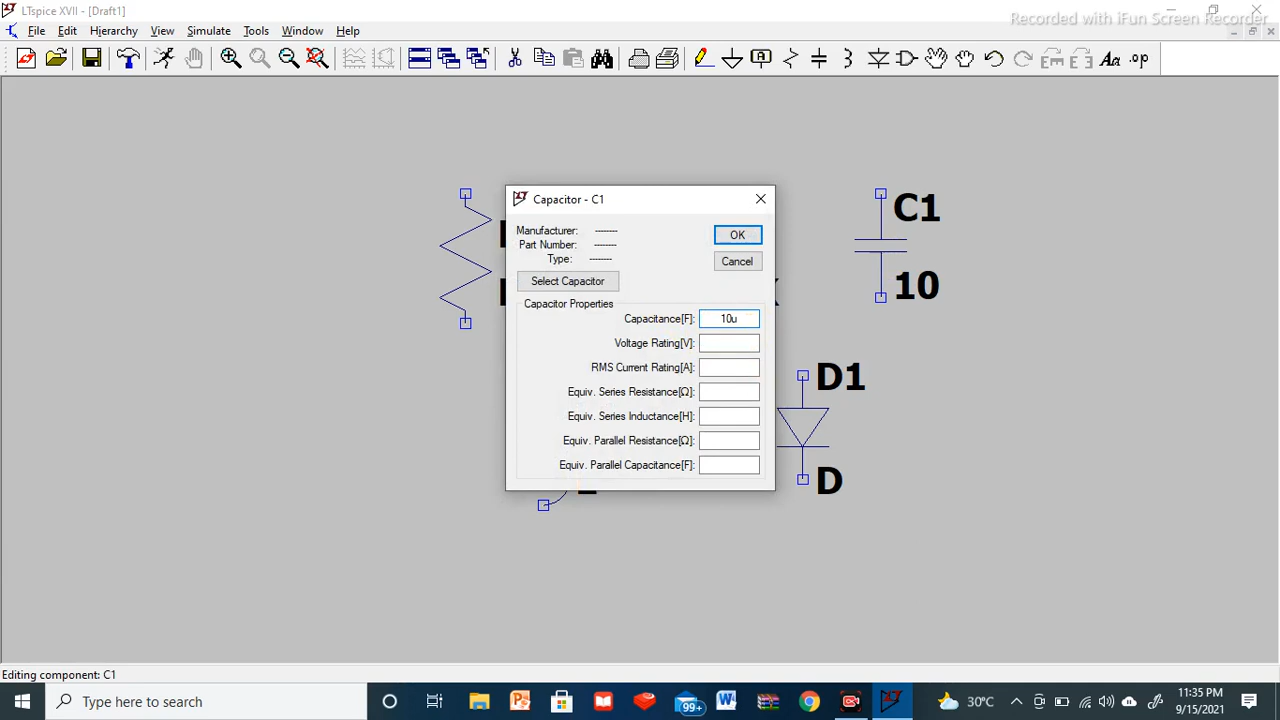 LTspice XVII - [Draft1]
Recorded with iFun Screen Recorder
File Edit Hierarchy View Simulate Tools Window Help
Aa .op
Capacitor - C1
Manufacturer: --------
Part Number: --------
Type: --------
OK
Cancel
Select Capacitor
Capacitor Properties
Capacitance[F]: 10u
Voltage Rating[V]:
RMS Current Rating[A]:
Equiv. Series Resistance[Ω]:
Equiv. Series Inductance[H]:
Equiv. Parallel Resistance[Ω]:
Equiv. Parallel Capacitance[F]:
C1
10
D1
D
Editing component: C1
Type here to search
99+
30°C
11:35 PM
9/15/2021